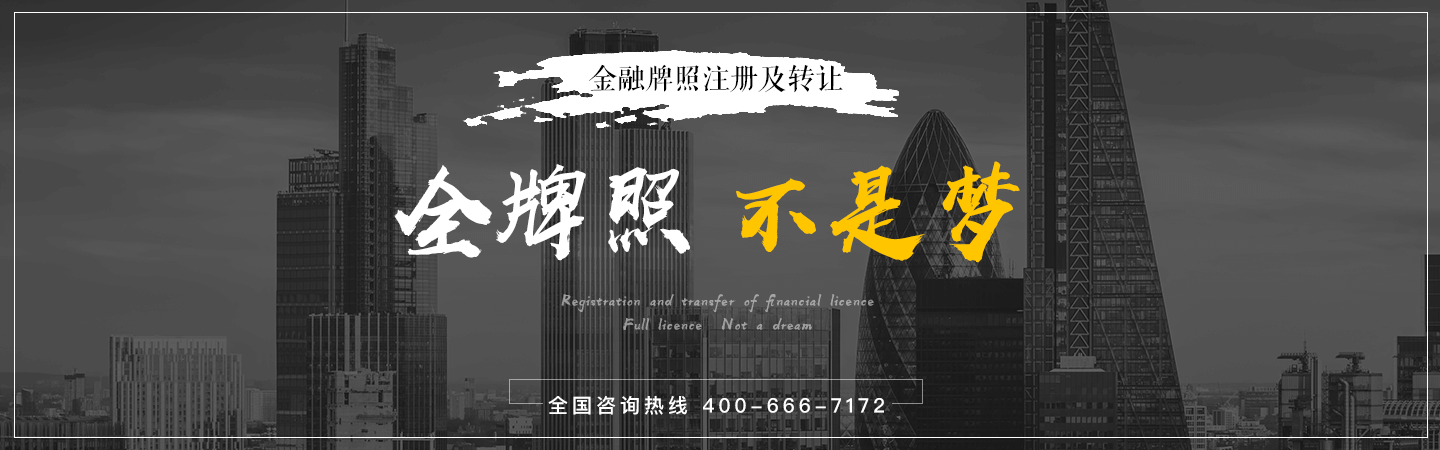 金融牌照注册及转让
全牌照 不是梦
Registration and transfer of financial licence
Full licence Not a dream
全国咨询热线 400-666-7172